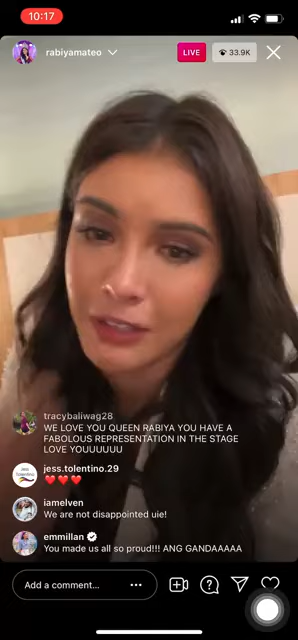 10:17
rabiyamateo
LIVE
33.9K
tracybaliwag28
WE LOVE YOU QUEEN RABIYA YOU HAVE
A FABOLOUS REPRESENTATION IN THE STAGE
LOVE YOUUUUUU
Jess
Tolentino.
jess.tolentino.29
❤️❤️❤️
iamelven
We are not disappointed uie!
emmillan
You made us all so proud!!! ANG GANDAAAAA
Add a comment...